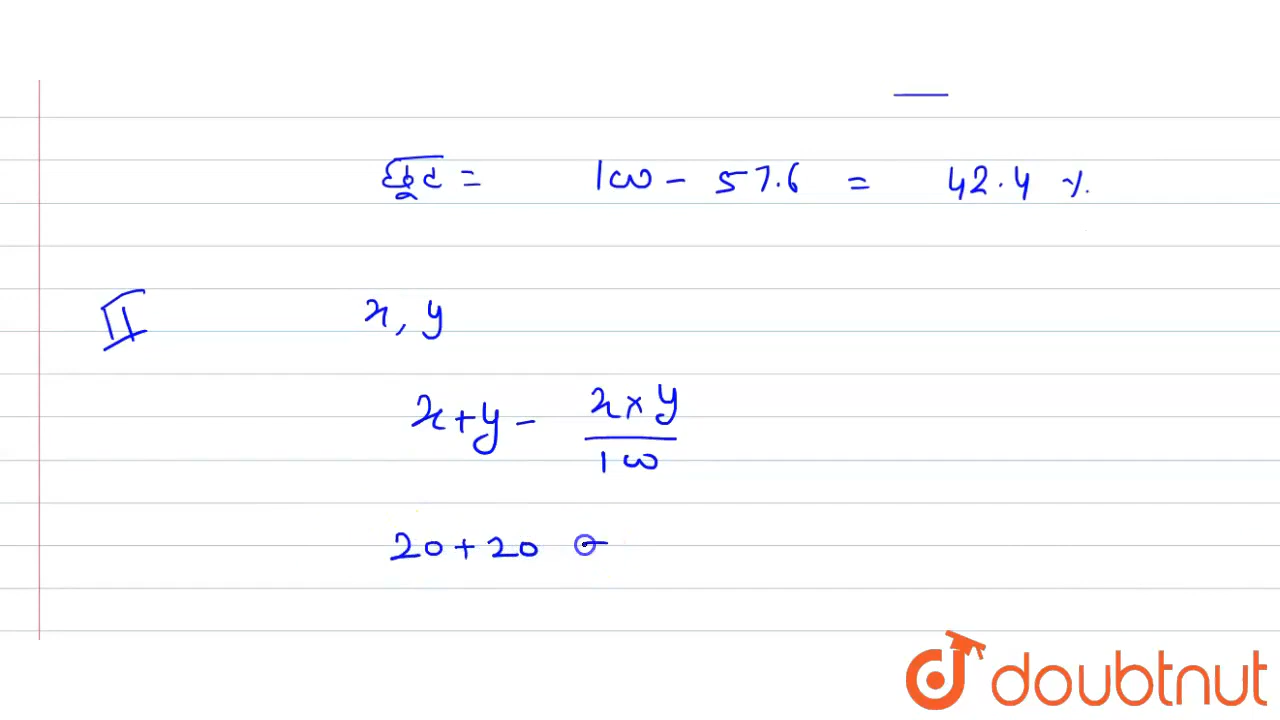 छूट = 100 - 57.6 = 42.4 %
II x, y
x + y - x × y / 100
20 + 20 -
doubtnut